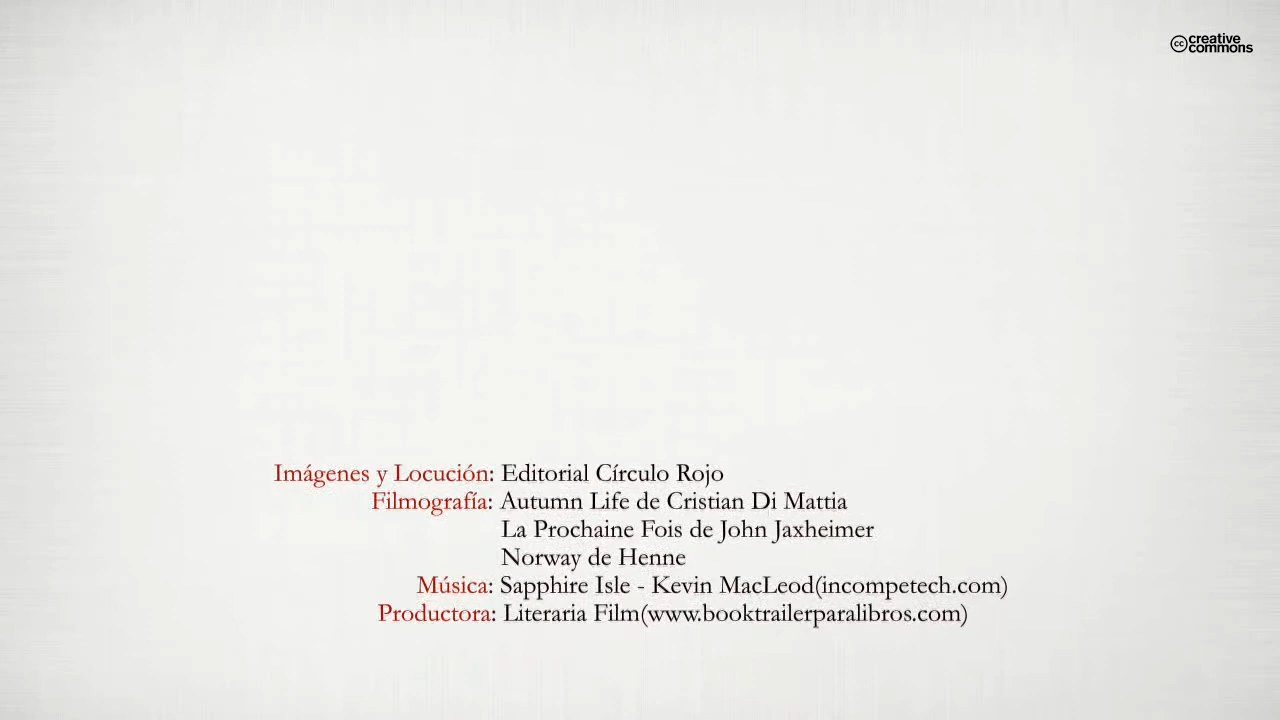 cc creative
commons
Imágenes y Locución: Editorial Círculo Rojo
Filmografía: Autumn Life de Cristian Di Mattia
La Prochaine Fois de John Jaxheimer
Norway de Henne
Música: Sapphire Isle - Kevin MacLeod(incompetech.com)
Productora: Literaria Film(www.booktrailerparalibros.com)